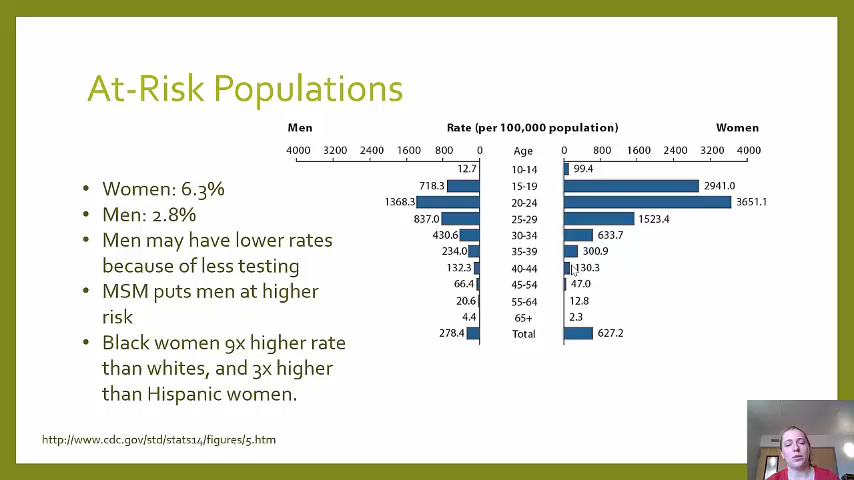 At-Risk Populations
Men Rate (per 100,000 population) Women
4000 3200 2400 1600 800 0 Age 0 800 1600 2400 3200 4000
12.7 10-14 99.4
718.3 15-19 2941.0
1368.3 20-24 3651.1
837.0 25-29 1523.4
430.6 30-34 633.7
234.0 35-39 300.9
132.3 40-44 130.3
66.4 45-54 47.0
20.6 55-64 12.8
4.4 65+ 2.3
278.4 Total 627.2
• Women: 6.3%
• Men: 2.8%
• Men may have lower rates
because of less testing
• MSM puts men at higher
risk
• Black women 9x higher rate
than whites, and 3x higher
than Hispanic women.
http://www.cdc.gov/std/stats14/figures/5.htm